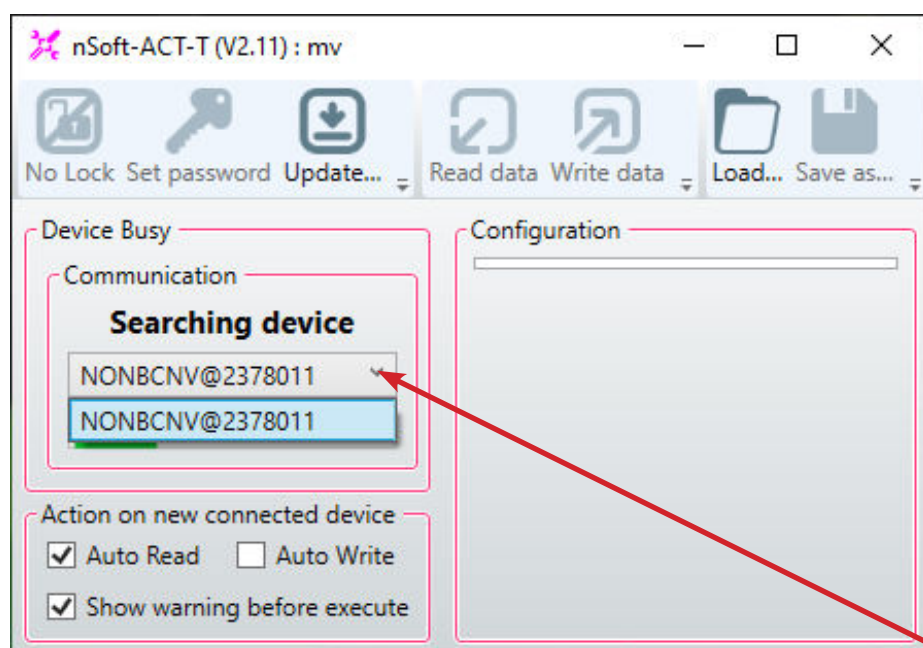 nSoft-ACT-T (V2.11) : mv
No Lock Set password Update... Read data Write data Load... Save as...
Device Busy
Configuration
Communication
Searching device
NONBCNV@2378011
NONBCNV@2378011
Action on new connected device
Auto Read Auto Write
Show warning before execute